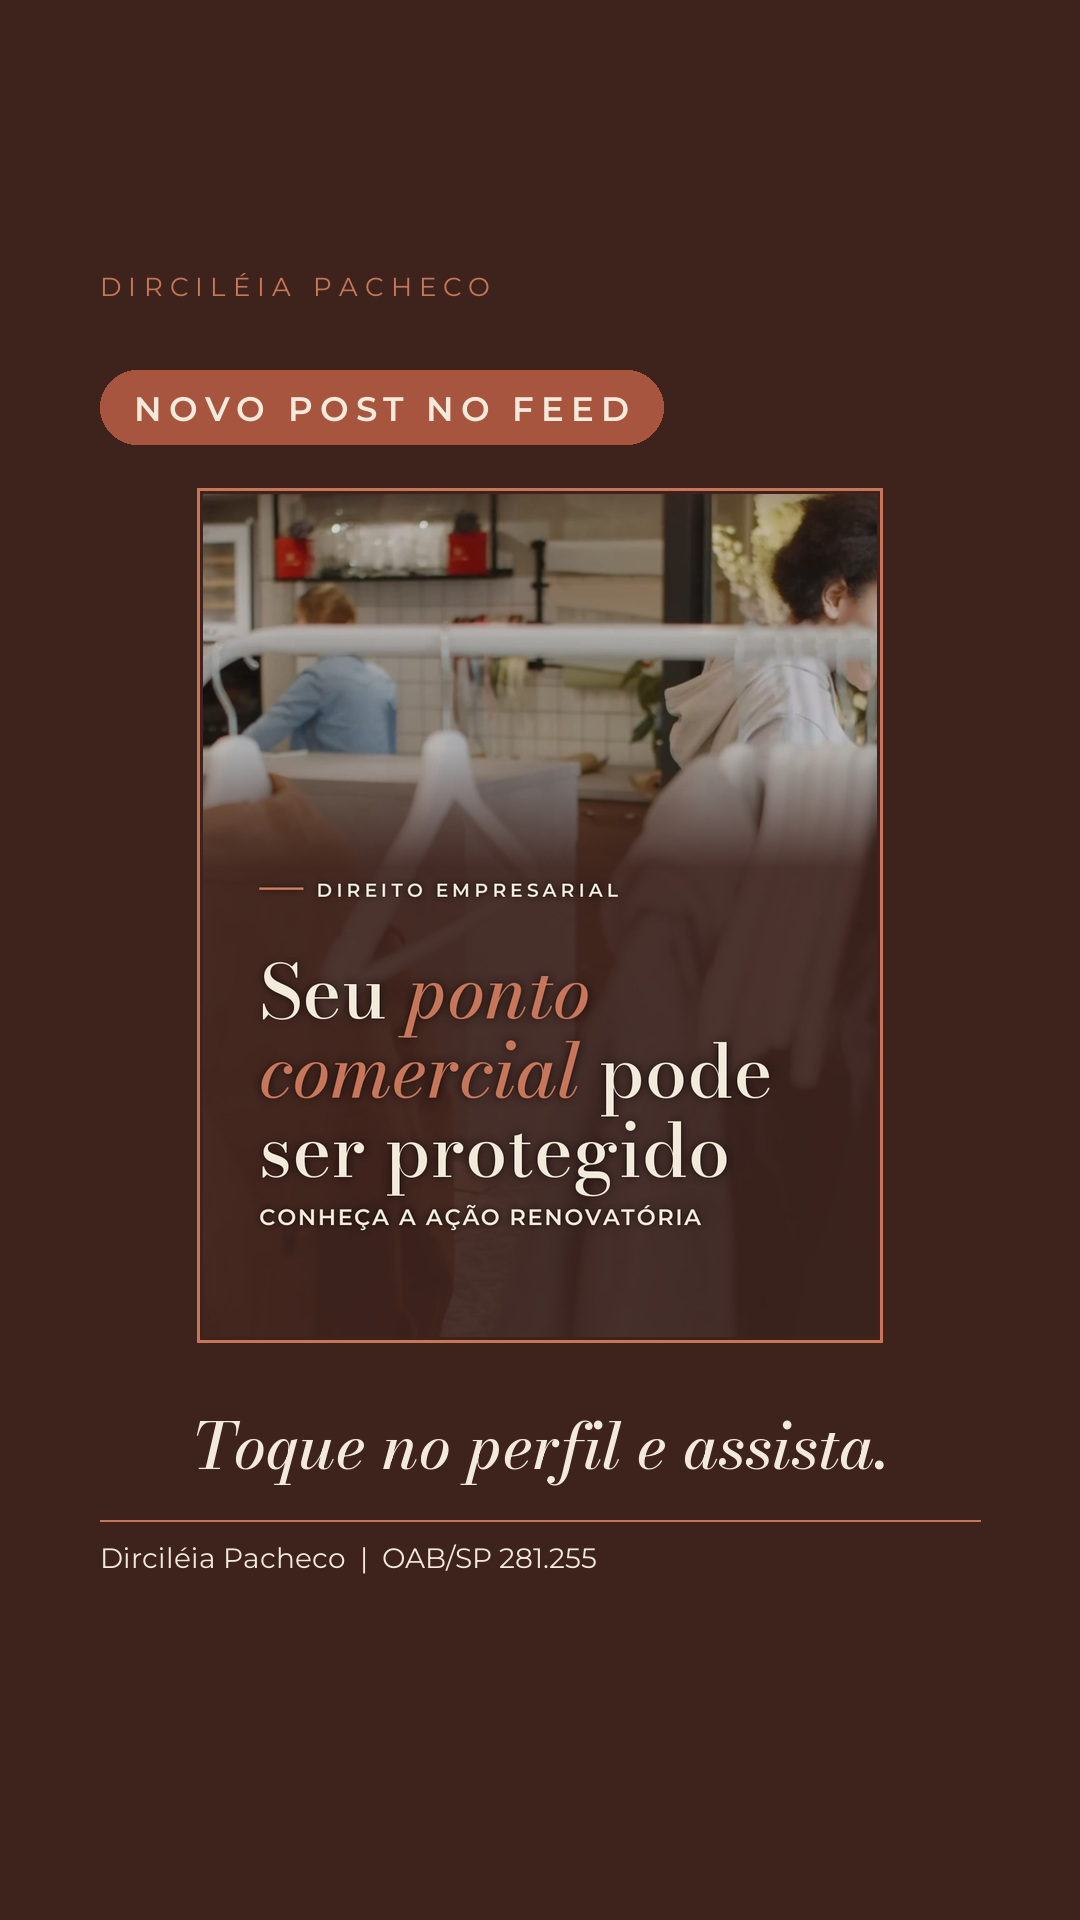 DIRCILÉIA PACHECO
NOVO POST NO FEED
DIREITO EMPRESARIAL
Seu ponto
comercial pode
ser protegido
CONHEÇA A AÇÃO RENOVATÓRIA
Toque no perfil e assista.
Dirciléia Pacheco | OAB/SP 281.255